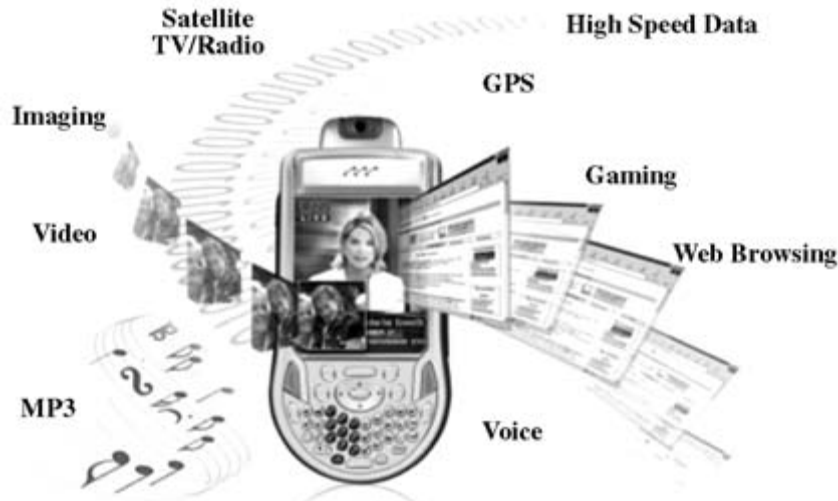 Satellite
TV/Radio
High Speed Data
GPS
Imaging
Gaming
Video
Web Browsing
MP3
Voice